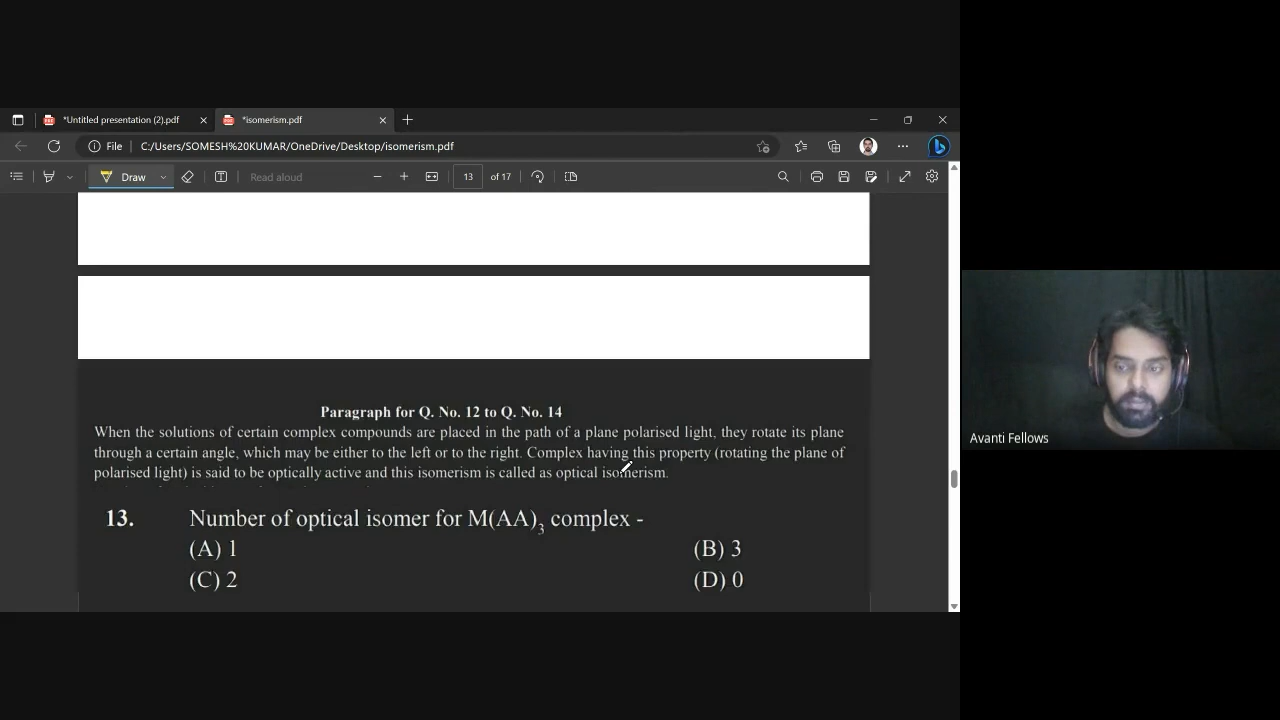 *Untitled presentation (2).pdf
*isomerism.pdf
File
C:/Users/SOMESH%20KUMAR/OneDrive/Desktop/isomerism.pdf
Draw
Read aloud
13
of 17
Paragraph for Q. No. 12 to Q. No. 14
When the solutions of certain complex compounds are placed in the path of a plane polarised light, they rotate its plane
through a certain angle, which may be either to the left or to the right. Complex having this property (rotating the plane of
polarised light) is said to be optically active and this isomerism is called as optical isomerism.
13. Number of optical isomer for M(AA)₃ complex -
(A) 1 (B) 3
(C) 2 (D) 0
Avanti Fellows